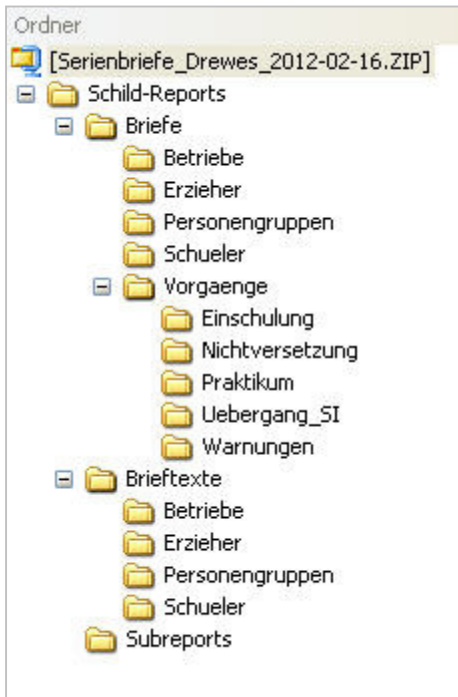 Ordner
[Serienbriefe_Drewes_2012-02-16.ZIP]
Schild-Reports
Briefe
Betriebe
Erzieher
Personengruppen
Schueler
Vorgaenge
Einschulung
Nichtversetzung
Praktikum
Uebergang_SI
Warnungen
Brieftexte
Betriebe
Erzieher
Personengruppen
Schueler
Subreports